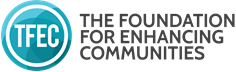 TFEC
THE FOUNDATION
FOR ENHANCING
COMMUNITIES